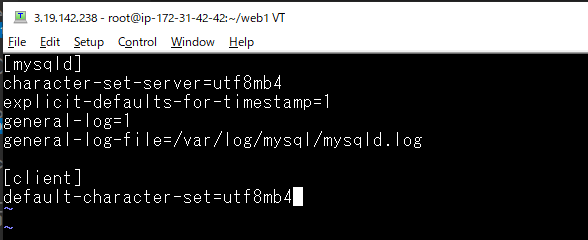 3.19.142.238 - root@ip-172-31-42-42:~/web1 VT
File Edit Setup Control Window Help
[mysqld]
character-set-server=utf8mb4
explicit-defaults-for-timestamp=1
general-log=1
general-log-file=/var/log/mysql/mysqld.log
[client]
default-character-set=utf8mb4
~
~